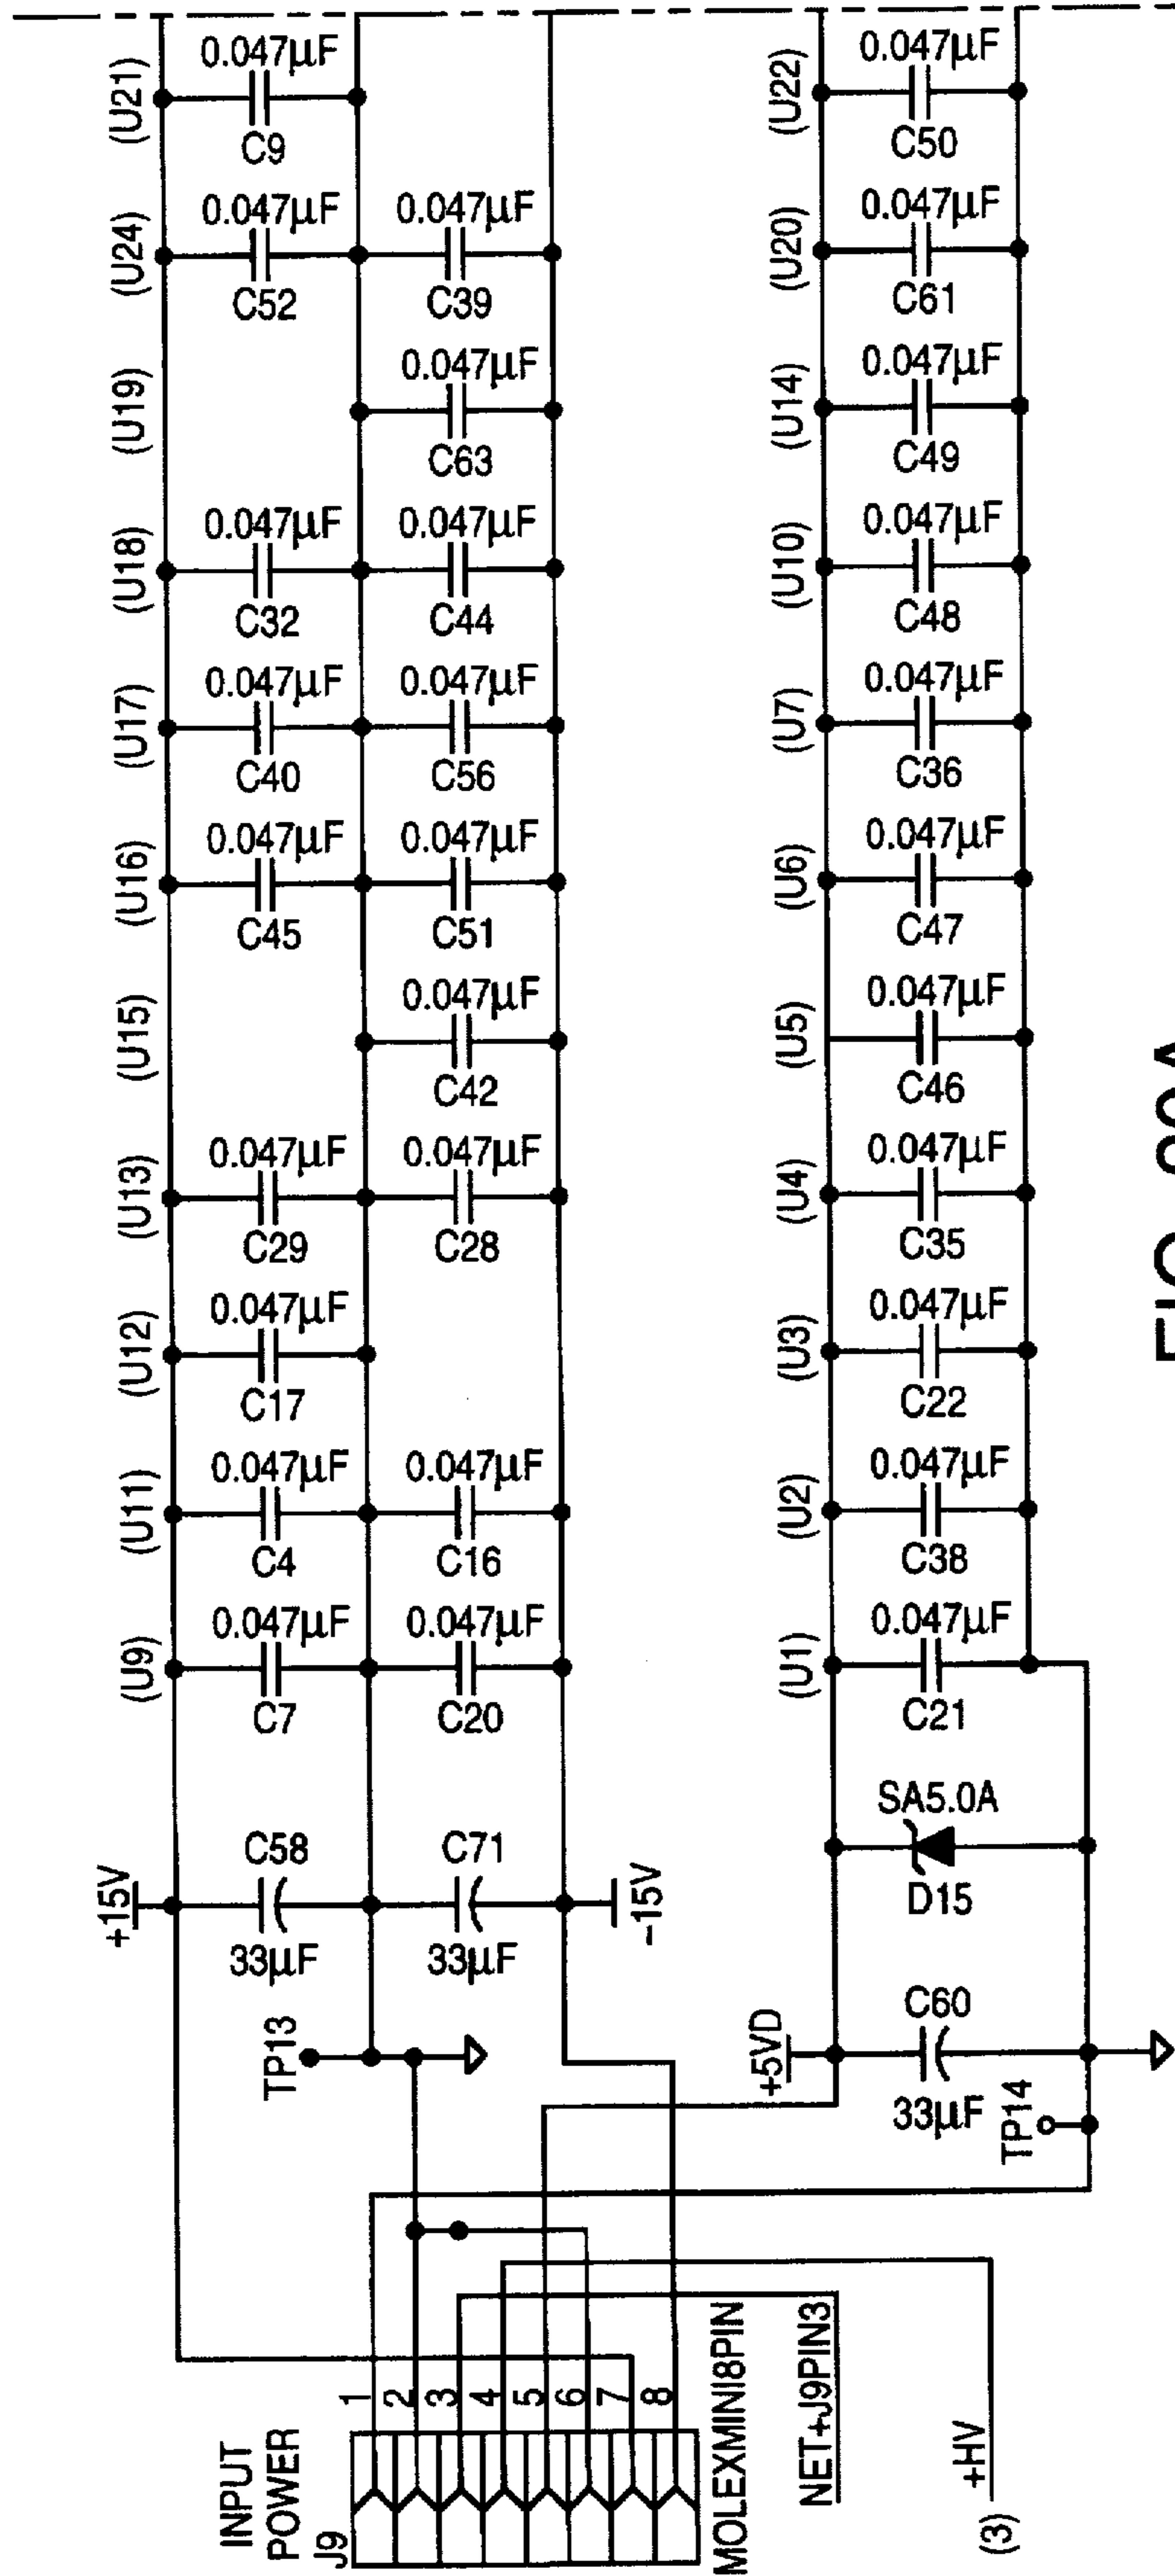 (U21)
0.047µF
C9
(U22)
0.047µF
C50
(U24)
0.047µF
C52
0.047µF
C39
(U20)
0.047µF
C61
(U19)
0.047µF
C63
(U14)
0.047µF
C49
(U18)
0.047µF
C32
0.047µF
C44
(U10)
0.047µF
C48
(U17)
0.047µF
C40
0.047µF
C56
(U7)
0.047µF
C36
(U16)
0.047µF
C45
0.047µF
C51
(U6)
0.047µF
C47
(U15)
0.047µF
C42
(U5)
0.047µF
C46
(U13)
0.047µF
C29
0.047µF
C28
(U4)
0.047µF
C35
(U12)
0.047µF
C17
(U3)
0.047µF
C22
(U11)
0.047µF
C4
0.047µF
C16
(U2)
0.047µF
C38
(U9)
0.047µF
C7
0.047µF
C20
(U1)
0.047µF
C21
SA5.0A
D15
+15V
C58
33µF
C71
33µF
-15V
TP13
+5VD
C60
33µF
TP14
1
2
3
4
5
6
7
8
INPUT
POWER
J9
MOLEXMINI8PIN
NET+J9PIN3
+HV
(3)